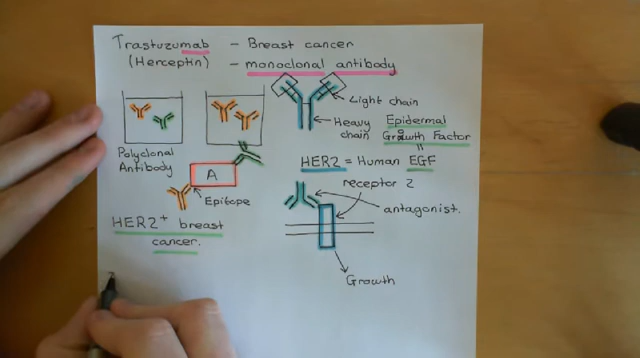 Trastuzumab - Breast cancer
(Herceptin) - monoclonal antibody
Light chain
Heavy chain
Epidermal
Growth Factor
=
Polyclonal
Antibody
A
Epitope
HER2 = Human EGF
receptor 2
antagonist.
Growth
HER2+ breast
cancer.